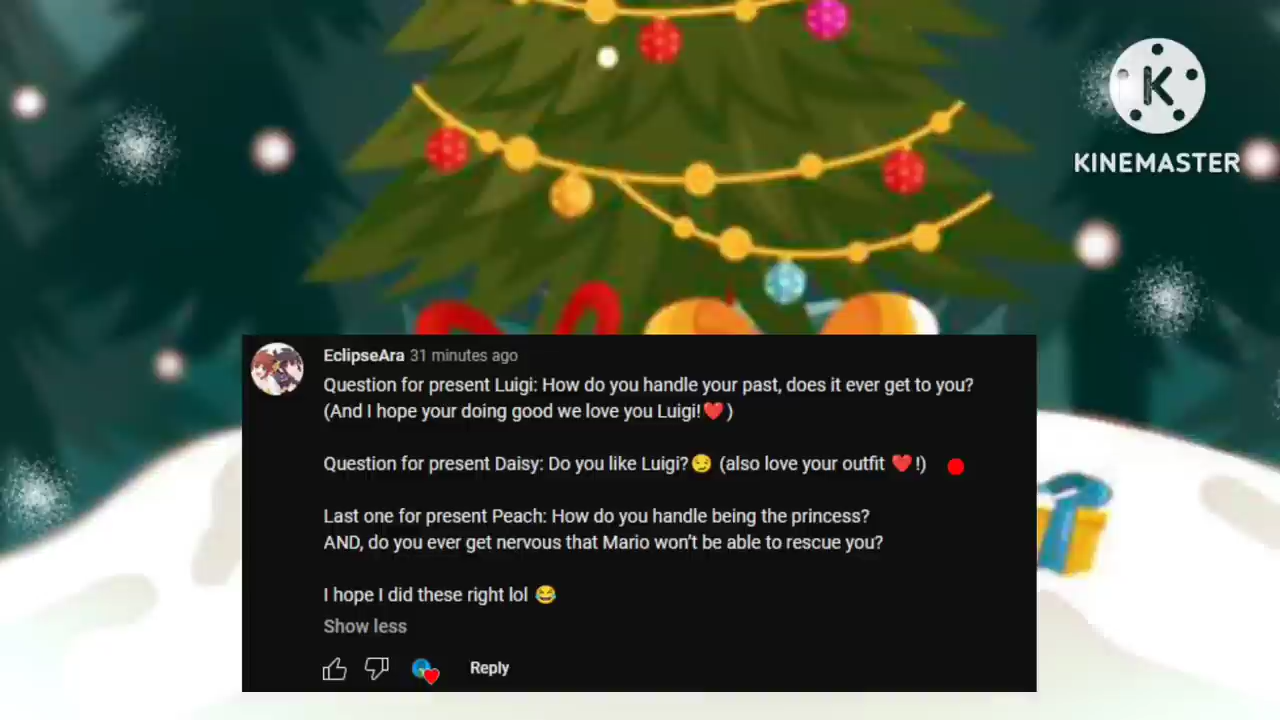 K
KINEMASTER
EclipseAra 31 minutes ago
Question for present Luigi: How do you handle your past, does it ever get to you?
(And I hope your doing good we love you Luigi!❤️)
Question for present Daisy: Do you like Luigi?😏 (also love your outfit ❤️!)
Last one for present Peach: How do you handle being the princess?
AND, do you ever get nervous that Mario won't be able to rescue you?
I hope I did these right lol 😂
Show less
Reply